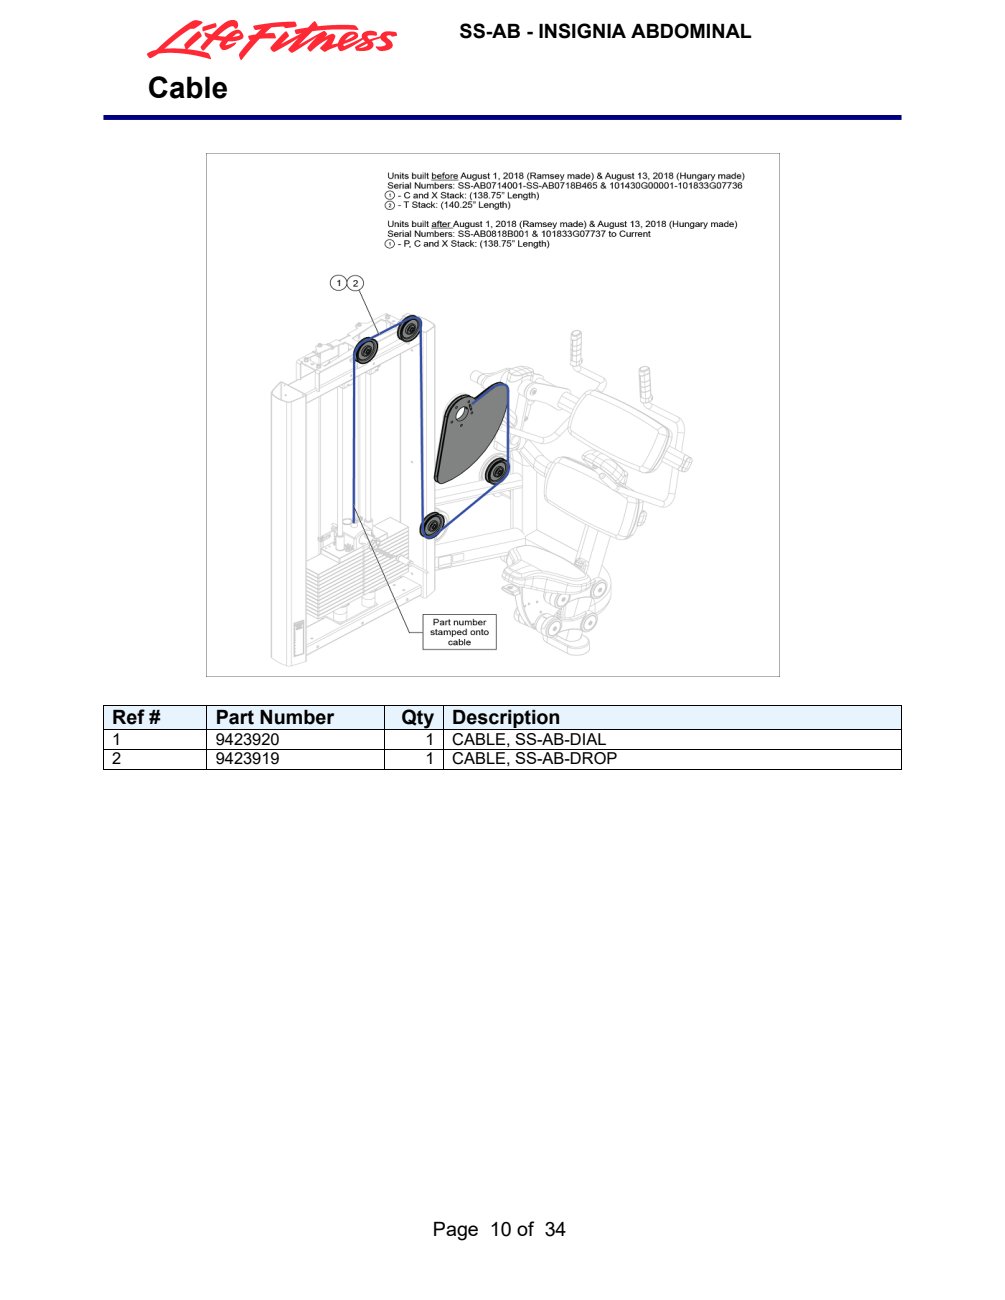 Life Fitness
SS-AB - INSIGNIA ABDOMINAL
Cable
Units built before August 1, 2018 (Ramsey made) & August 13, 2018 (Hungary made)
Serial Numbers: SS-AB0714001-SS-AB0718B465 & 101430G00001-101833G07736
1 - C and X Stack: (138.75" Length)
2 - T Stack: (140.25" Length)
Units built after August 1, 2018 (Ramsey made) & August 13, 2018 (Hungary made)
Serial Numbers: SS-AB0818B001 & 101833G07737 to Current
1 - P, C and X Stack: (138.75" Length)
1 2
Part number
stamped onto
cable
Ref # Part Number Qty Description
1 9423920 1 CABLE, SS-AB-DIAL
2 9423919 1 CABLE, SS-AB-DROP
Page 10 of 34